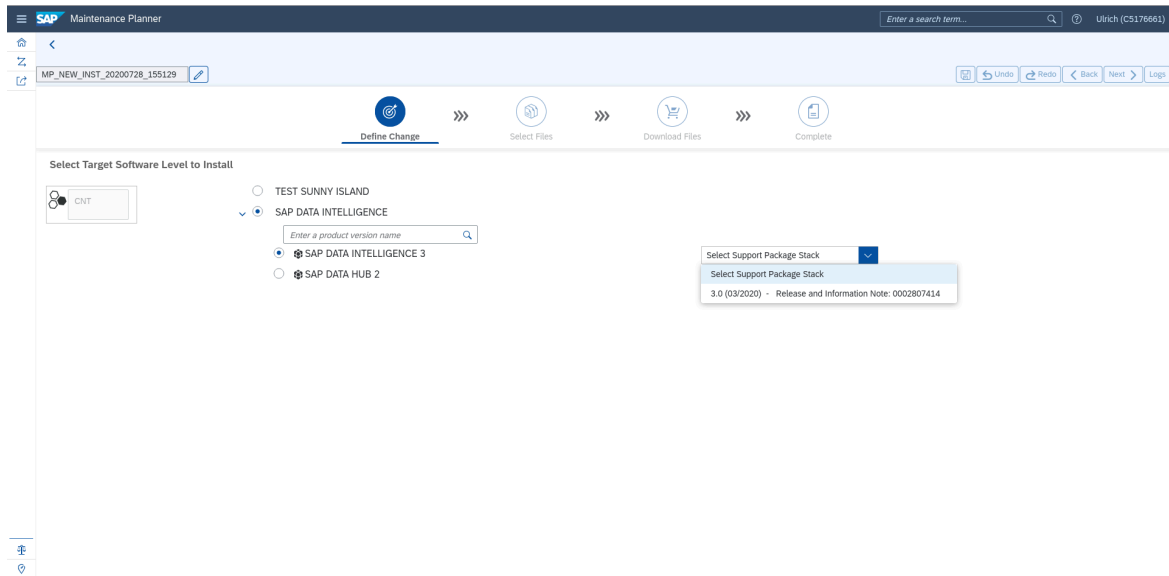 SAP Maintenance Planner Enter a search term... Ulrich (C5176661)
MP_NEW_INST_20200728_155129 Undo Redo Back Next Logs
Define Change Select Files Download Files Complete
Select Target Software Level to Install
CNT
TEST SUNNY ISLAND
SAP DATA INTELLIGENCE
Enter a product version name
SAP DATA INTELLIGENCE 3 Select Support Package Stack
SAP DATA HUB 2 Select Support Package Stack
3.0 (03/2020) - Release and Information Note: 0002807414